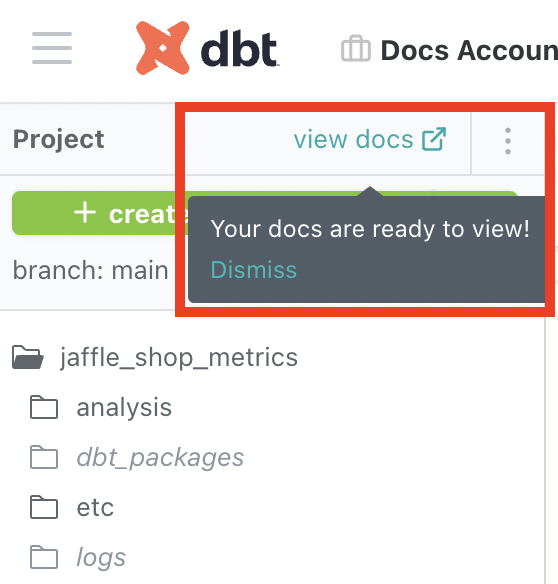 dbt
Docs Accoun
Project
view docs
+ create
Your docs are ready to view!
Dismiss
branch: main
jaffle_shop_metrics
analysis
dbt_packages
etc
logs